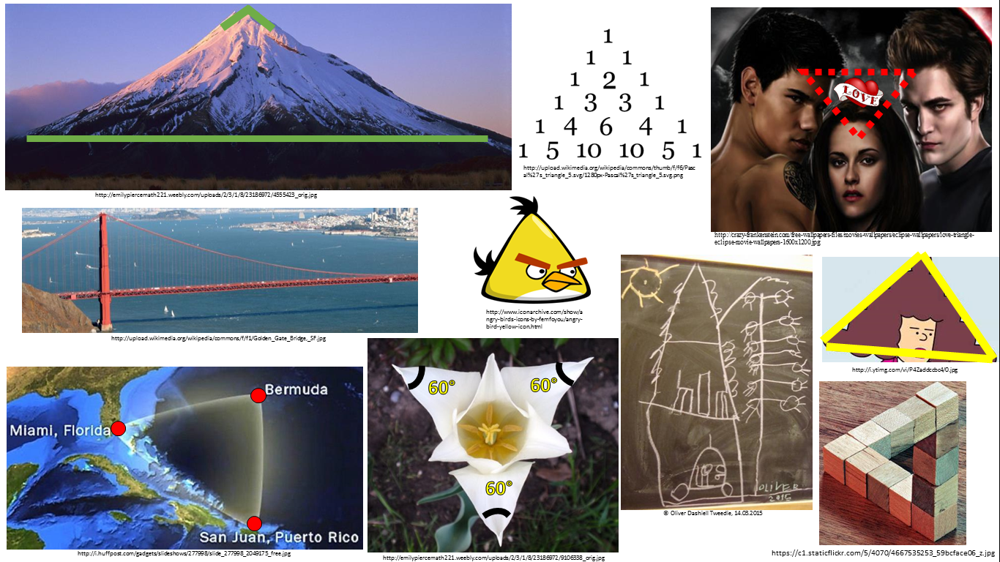 http://emilypiercemath221.weebly.com/uploads/2/3/1/8/23186972/4555423_orig.jpg
1
1 1
1 2 1
1 3 3 1
1 4 6 4 1
1 5 10 10 5 1
http://upload.wikimedia.org/wikipedia/commons/thumb/f/f6/Pasc
al%27s_triangle_5.svg/1280px-Pascal%27s_triangle_5.svg.png
LOVE
http://crazy-frankenstein.com/free-wallpapers-files/movies-wallpapers/eclipse-wallpapers/love-triangle-
eclipse-movie-wallpapers-1600x1200.jpg
http://upload.wikimedia.org/wikipedia/commons/f/f1/Golden_Gate_Bridge,_SF.jpg
http://www.iconarchive.com/show/a
ngry-birds-icons-by-femfoyou/angry-
bird-yellow-icon.html
OLIVER
2015
© Oliver Dashiell Tweedie, 14.03.2015
http://i.ytimg.com/vi/P4Zaddcdbc4/0.jpg
Bermuda
Miami, Florida
San Juan, Puerto Rico
http://i.huffpost.com/gadgets/slideshows/277998/slide_277998_2049175_free.jpg
60°
60°
60°
http://emilypiercemath221.weebly.com/uploads/2/3/1/8/23186972/9106338_orig.jpg
https://c1.staticflickr.com/5/4070/4667535253_59bcface06_z.jpg